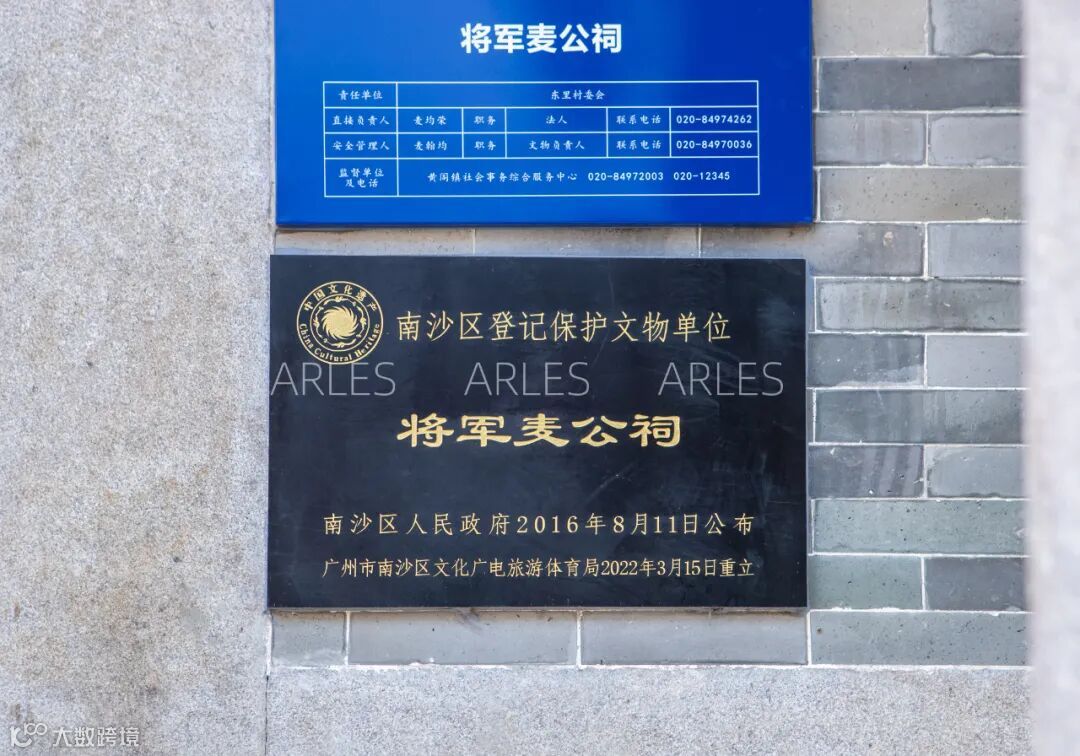 将军麦公祠
责任单位 东里村委会
直接负责人 麦均荣 职务 法人 联系电话 020-84974262
安全管理人 麦翰均 职务 文物负责人 联系电话 020-84970036
监督单位及电话 黄阁镇社会事务综合服务中心 020-84972003 020-12345
中国文化遗产
China Cultural Heritage
南沙区登记保护文物单位
ARLES ARLES ARLES
将军麦公祠
南沙区人民政府2016年8月11日公布
广州市南沙区文化广电旅游体育局2022年3月15日重立
大数跨境